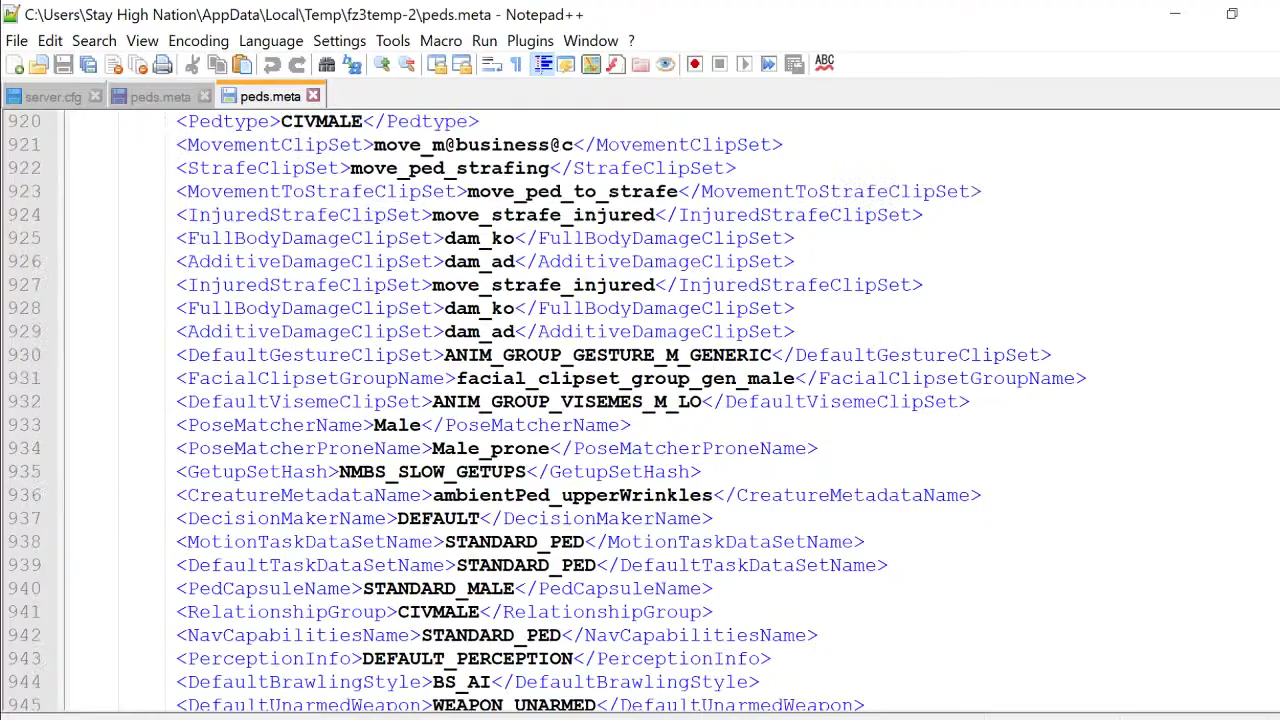 C:\Users\Stay High Nation\AppData\Local\Temp\fz3temp-2\peds.meta - Notepad++
File Edit Search View Encoding Language Settings Tools Macro Run Plugins Window ?
ABC
server.cfg peds.meta peds.meta
920 <Pedtype>CIVMALE</Pedtype>
921 <MovementClipSet>move_m@business@c</MovementClipSet>
922 <StrafeClipSet>move_ped_strafing</StrafeClipSet>
923 <MovementToStrafeClipSet>move_ped_to_strafe</MovementToStrafeClipSet>
924 <InjuredStrafeClipSet>move_strafe_injured</InjuredStrafeClipSet>
925 <FullBodyDamageClipSet>dam_ko</FullBodyDamageClipSet>
926 <AdditiveDamageClipSet>dam_ad</AdditiveDamageClipSet>
927 <InjuredStrafeClipSet>move_strafe_injured</InjuredStrafeClipSet>
928 <FullBodyDamageClipSet>dam_ko</FullBodyDamageClipSet>
929 <AdditiveDamageClipSet>dam_ad</AdditiveDamageClipSet>
930 <DefaultGestureClipSet>ANIM_GROUP_GESTURE_M_GENERIC</DefaultGestureClipSet>
931 <FacialClipsetGroupName>facial_clipset_group_gen_male</FacialClipsetGroupName>
932 <DefaultVisemeClipSet>ANIM_GROUP_VISEMES_M_LO</DefaultVisemeClipSet>
933 <PoseMatcherName>Male</PoseMatcherName>
934 <PoseMatcherProneName>Male_prone</PoseMatcherProneName>
935 <GetupSetHash>NMBS_SLOW_GETUPS</GetupSetHash>
936 <CreatureMetadataName>ambientPed_upperWrinkles</CreatureMetadataName>
937 <DecisionMakerName>DEFAULT</DecisionMakerName>
938 <MotionTaskDataSetName>STANDARD_PED</MotionTaskDataSetName>
939 <DefaultTaskDataSetName>STANDARD_PED</DefaultTaskDataSetName>
940 <PedCapsuleName>STANDARD_MALE</PedCapsuleName>
941 <RelationshipGroup>CIVMALE</RelationshipGroup>
942 <NavCapabilitiesName>STANDARD_PED</NavCapabilitiesName>
943 <PerceptionInfo>DEFAULT_PERCEPTION</PerceptionInfo>
944 <DefaultBrawlingStyle>BS_AI</DefaultBrawlingStyle>
945 <DefaultUnarmedWeapon>WEAPON_UNARMED</DefaultUnarmedWeapon>